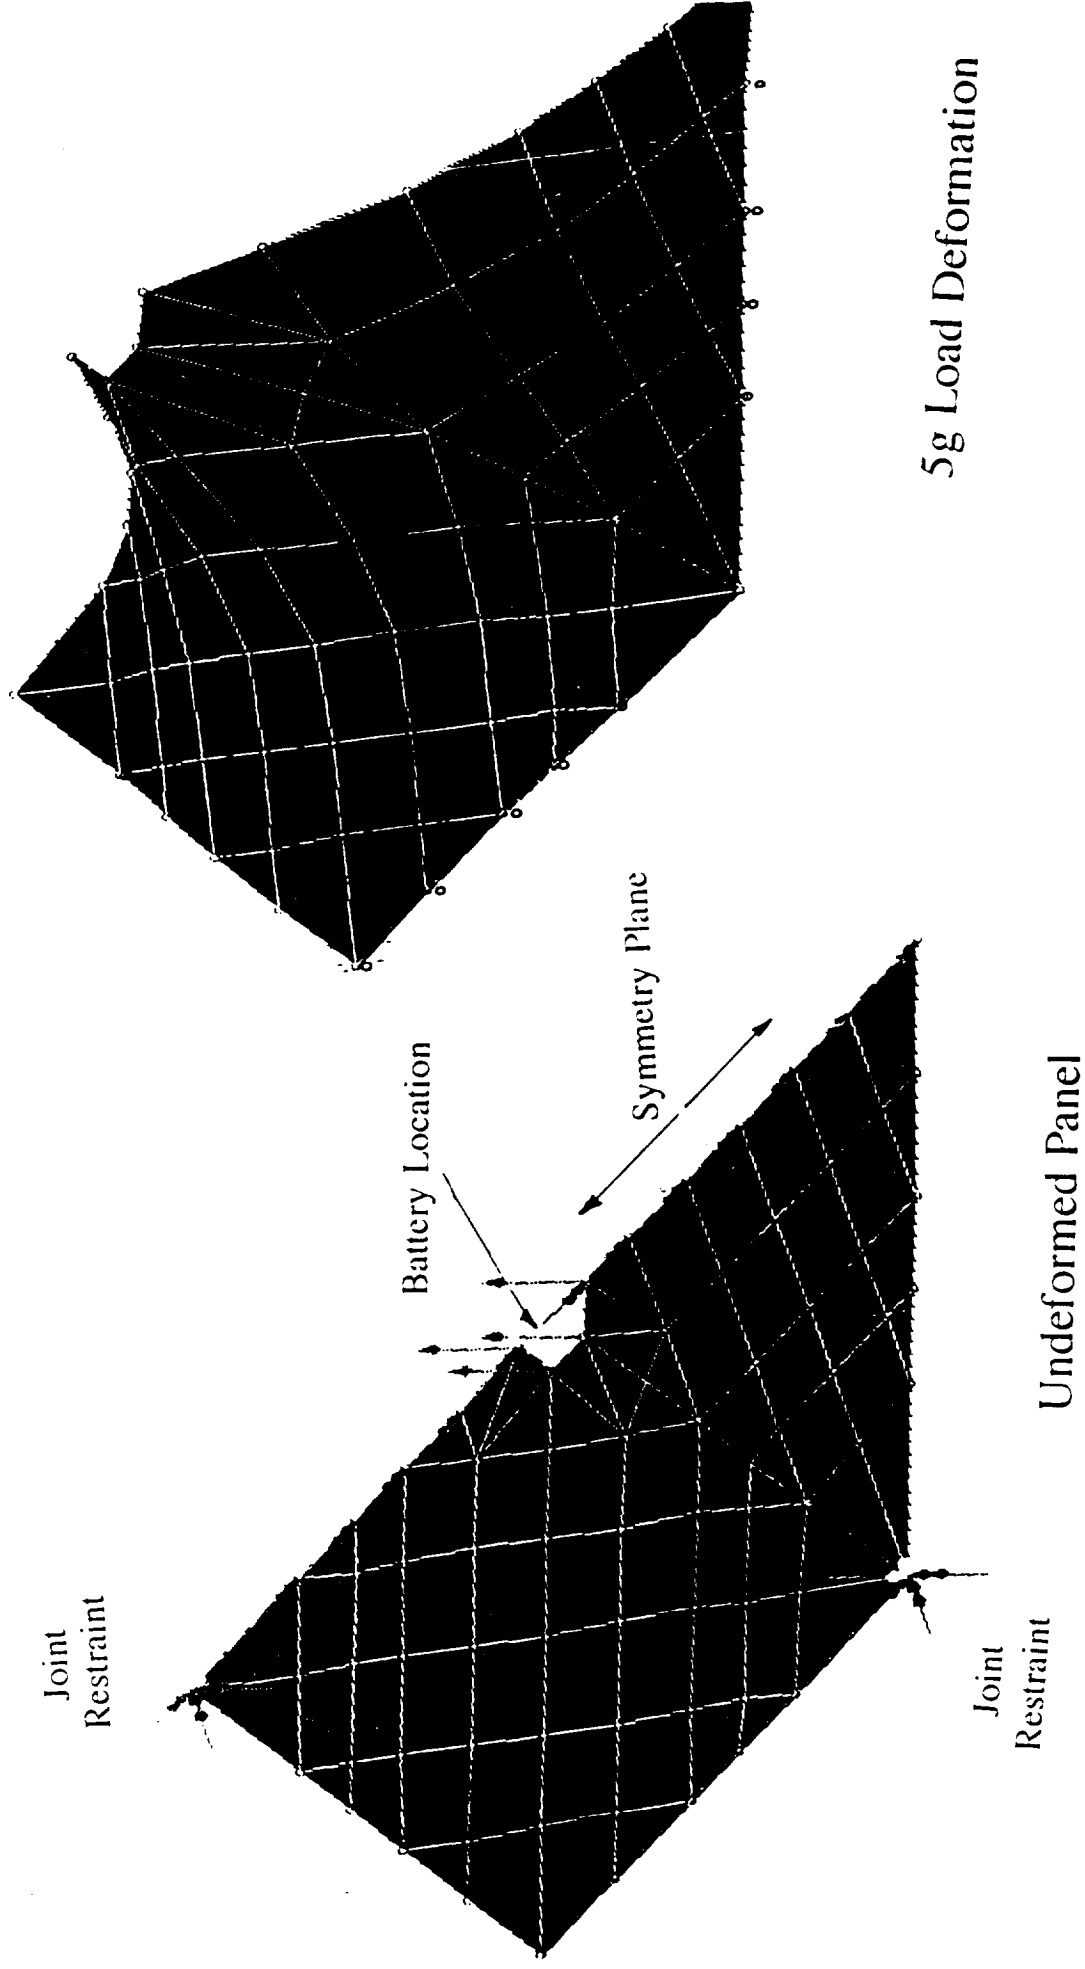 Joint
Restraint
Battery Location
Symmetry Plane
Joint
Restraint
Undeformed Panel
5g Load Deformation